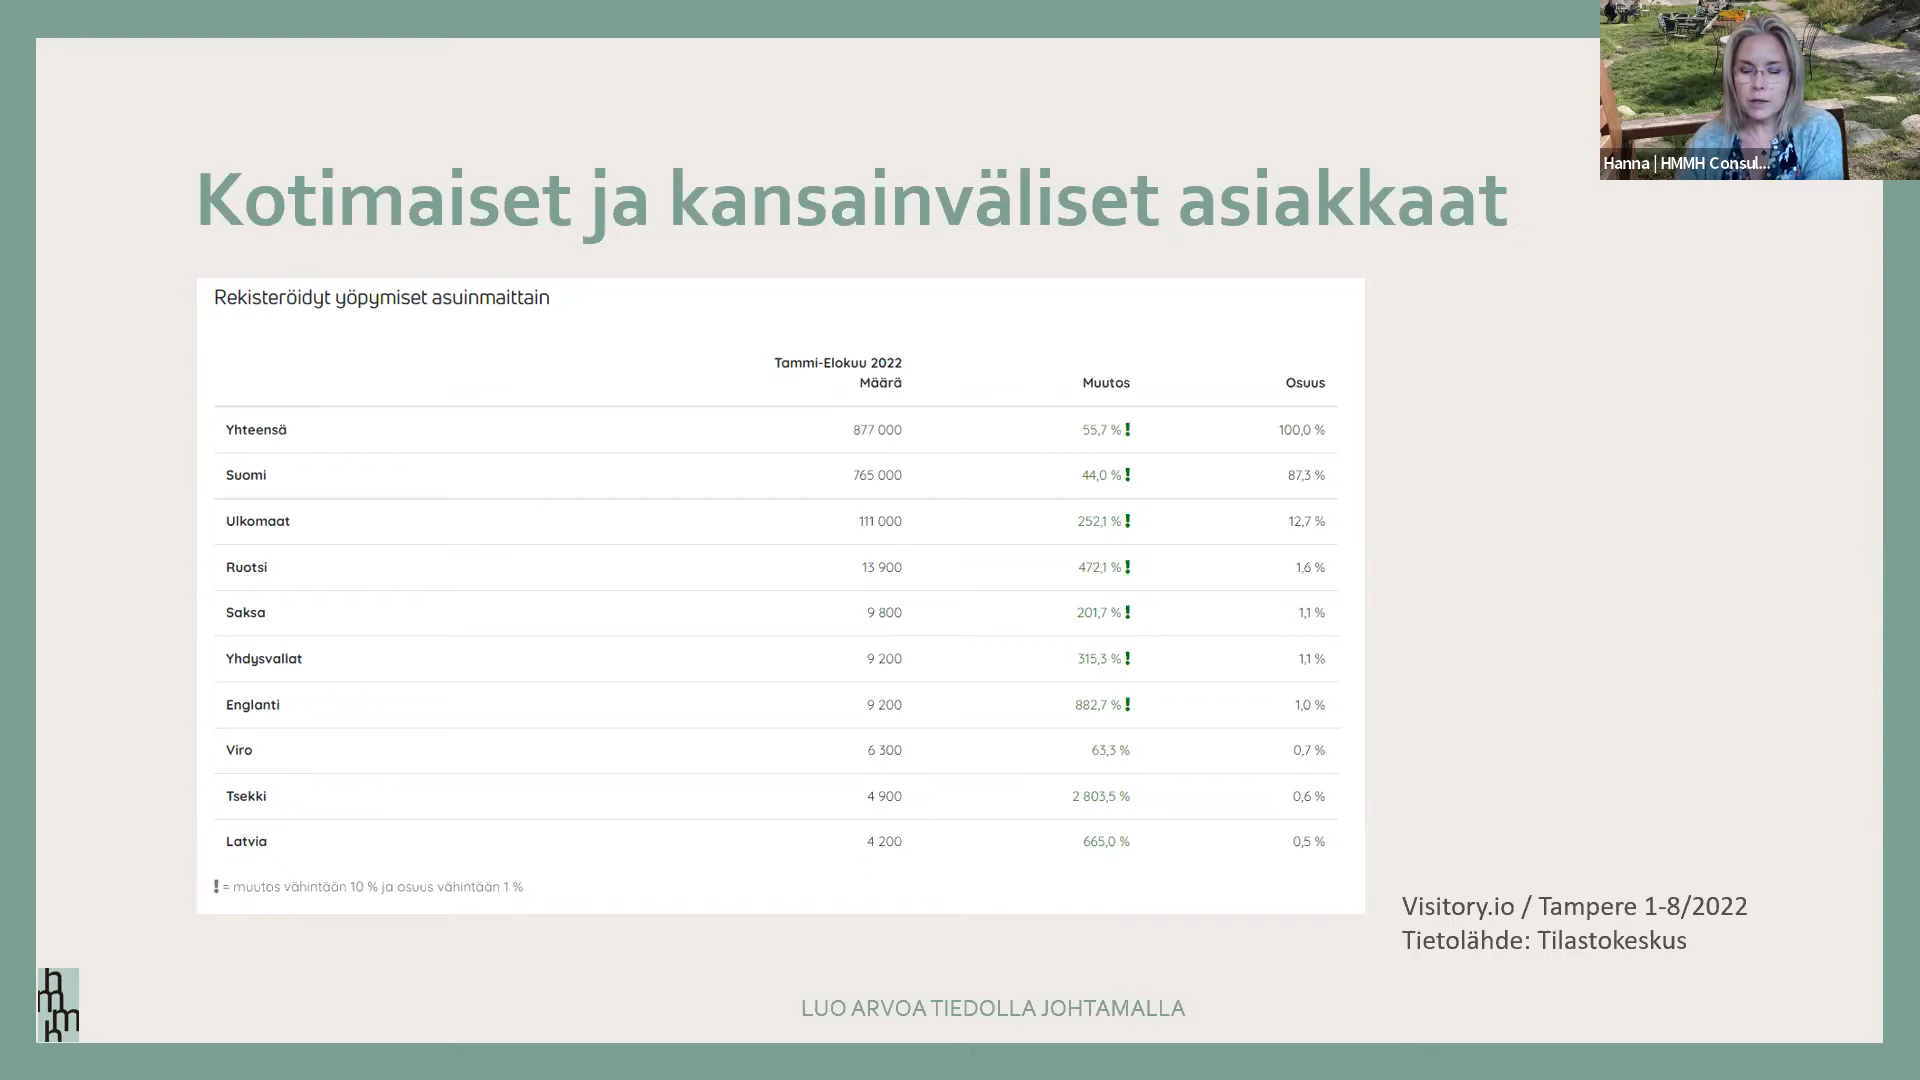 Hanna | HMMH Consul...
Kotimaiset ja kansainväliset asiakkaat
Rekisteröidyt yöpymiset asuinmaittain
Tammi-Elokuu 2022
Määrä Muutos Osuus
Yhteensä 877 000 55,7 % ! 100,0 %
Suomi 765 000 44,0 % ! 87,3 %
Ulkomaat 111 000 252,1 % ! 12,7 %
Ruotsi 13 900 472,1 % ! 1,6 %
Saksa 9 800 201,7 % ! 1,1 %
Yhdysvallat 9 200 315,3 % ! 1,1 %
Englanti 9 200 882,7 % ! 1,0 %
Viro 6 300 63,3 % 0,7 %
Tsekki 4 900 2 803,5 % 0,6 %
Latvia 4 200 665,0 % 0,5 %
! = muutos vähintään 10 % ja osuus vähintään 1 %
Visitory.io / Tampere 1-8/2022
Tietolähde: Tilastokeskus
hmmh
LUO ARVOA TIEDOLLA JOHTAMALLA